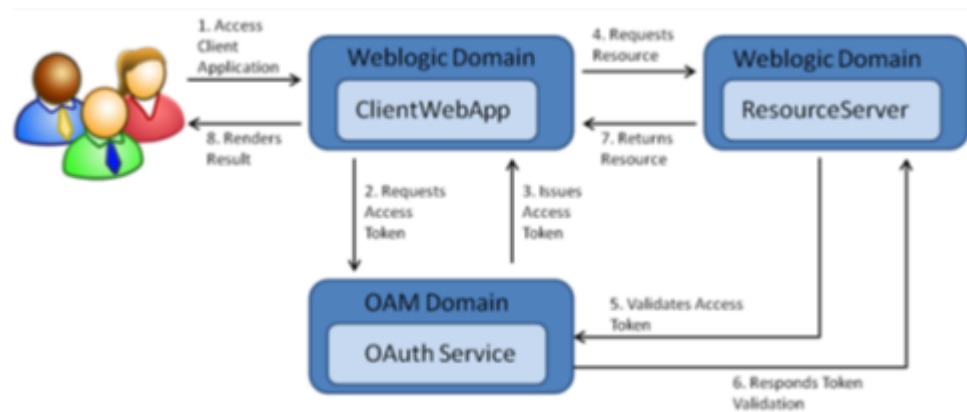 1. Access
Client
Application
Weblogic Domain
ClientWebApp
4. Requests
Resource
Weblogic Domain
ResourceServer
8. Renders
Result
7. Returns
Resource
2. Requests
Access
Token
3. Issues
Access
Token
OAM Domain
OAuth Service
5. Validates Access
Token
6. Responds Token
Validation